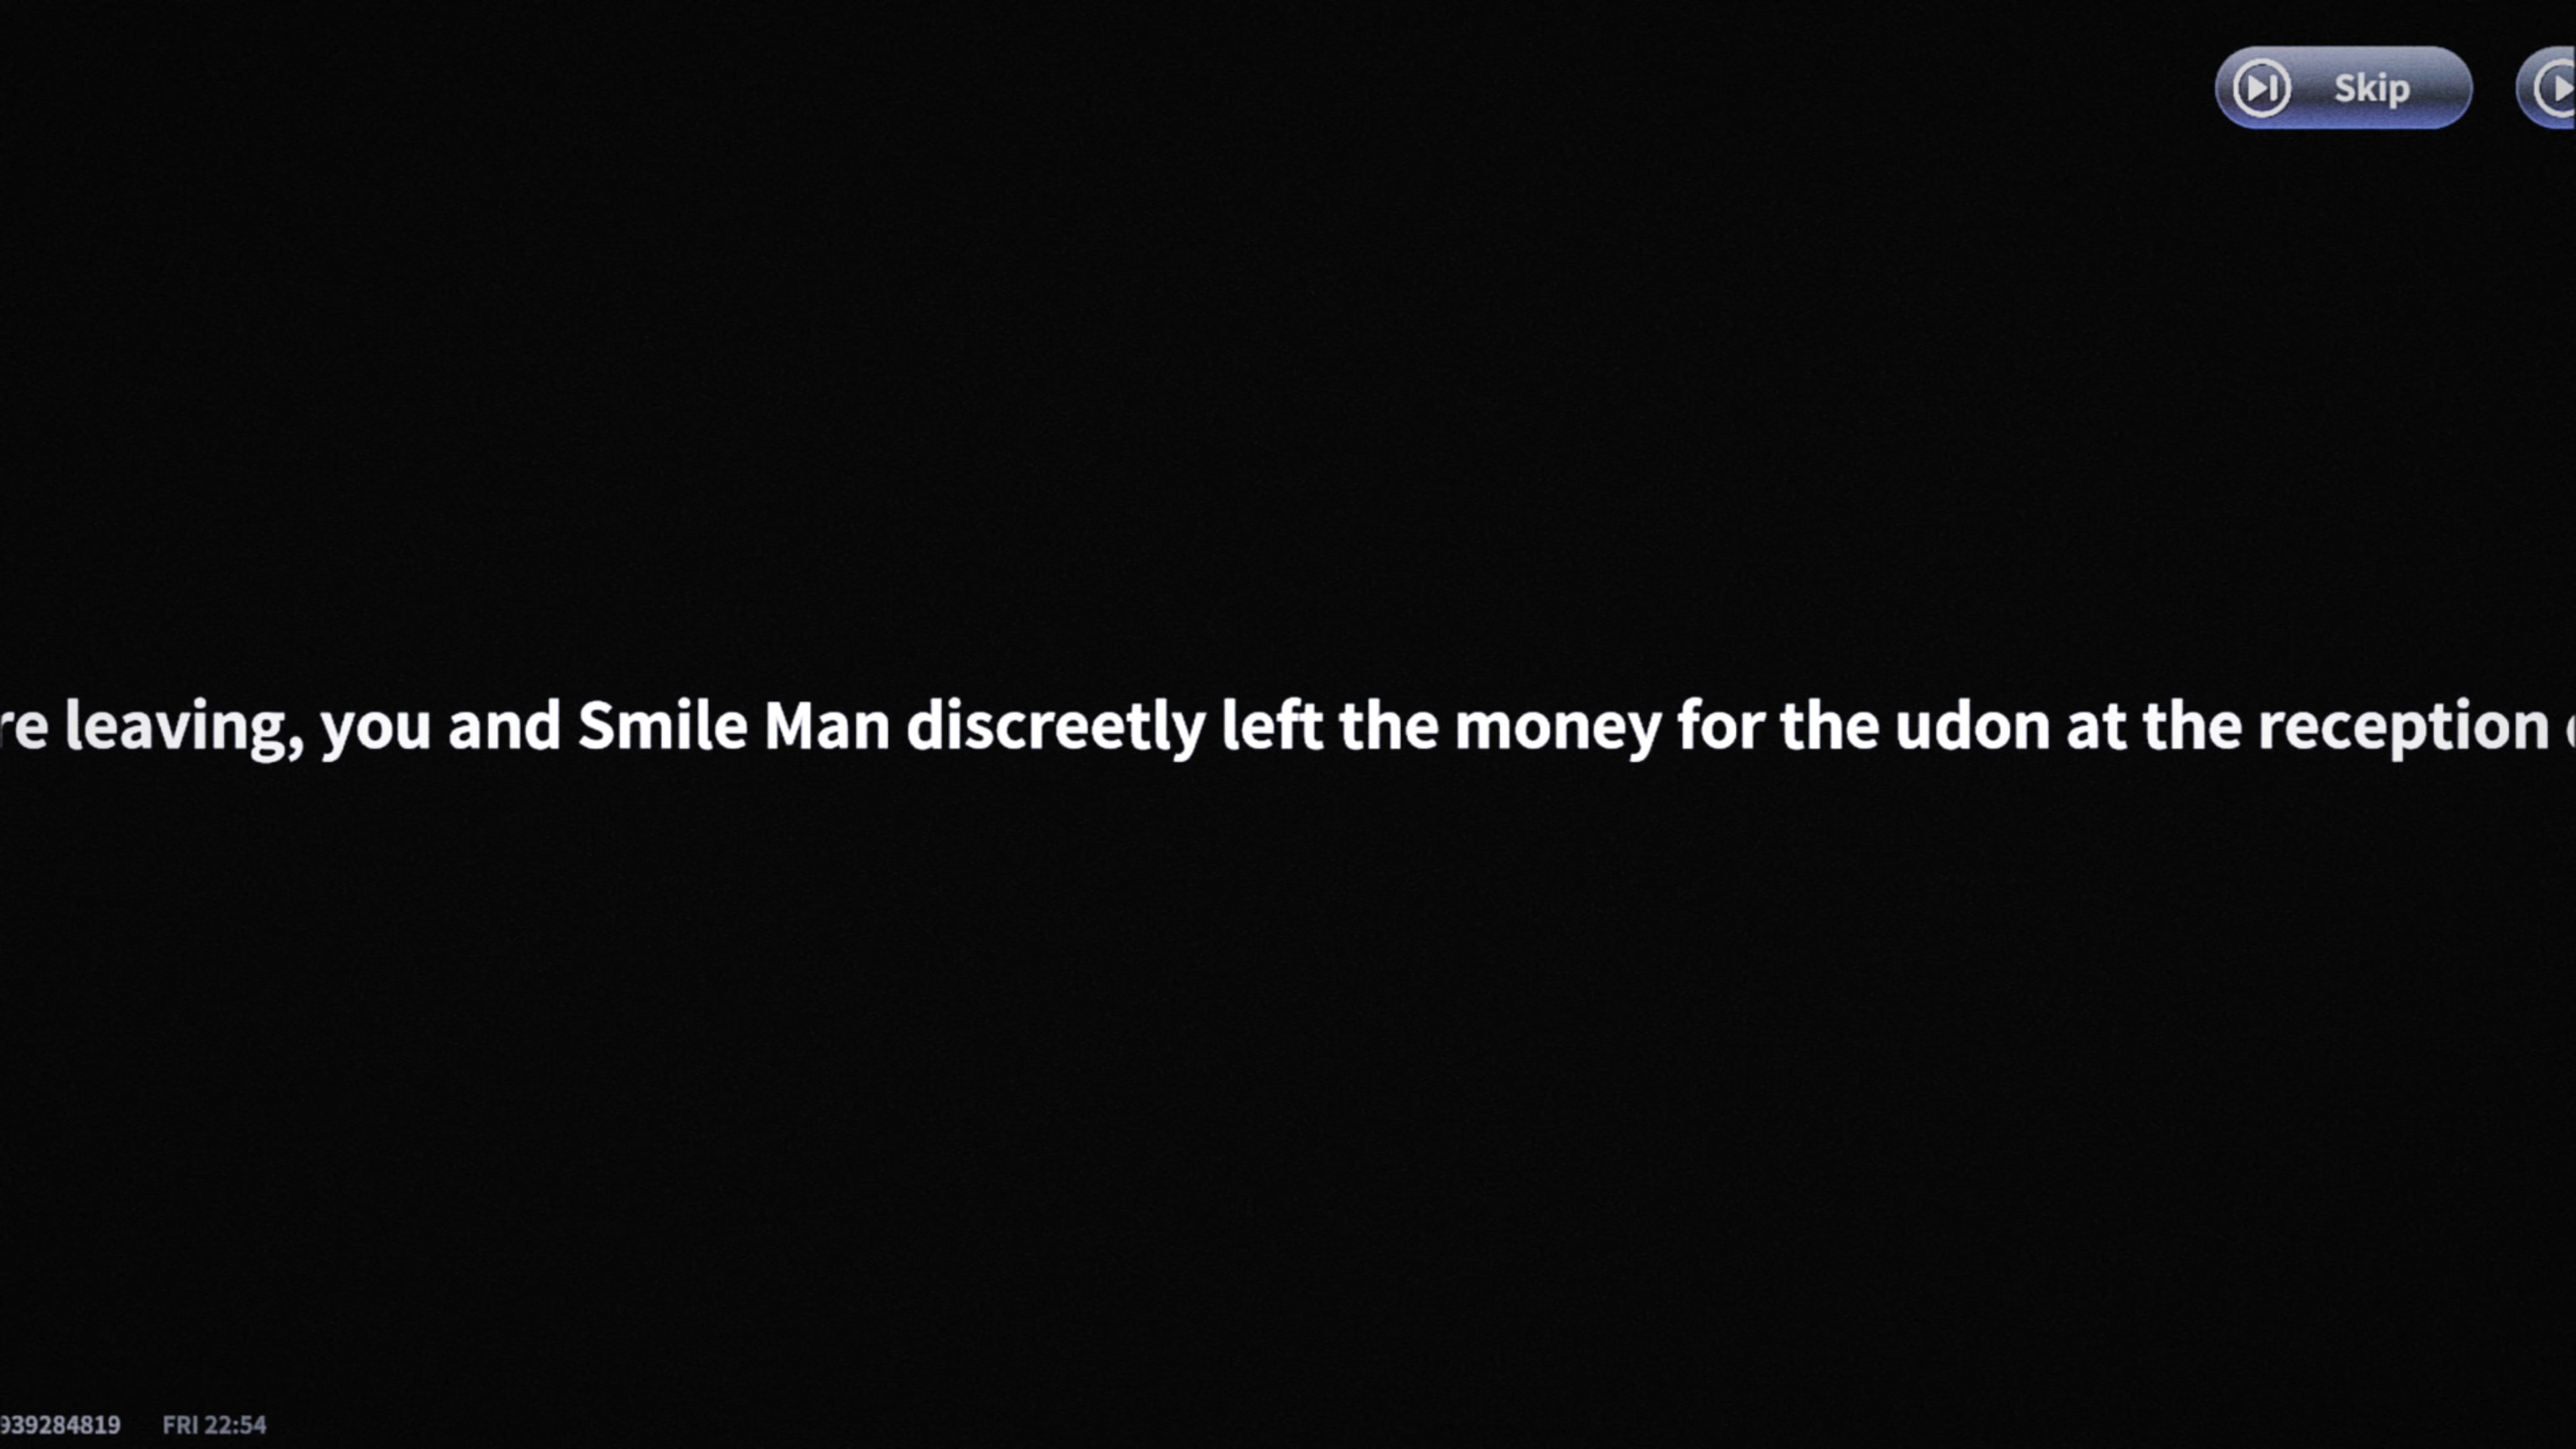 Skip
re leaving, you and Smile Man discreetly left the money for the udon at the reception
939284819 FRI 22:54